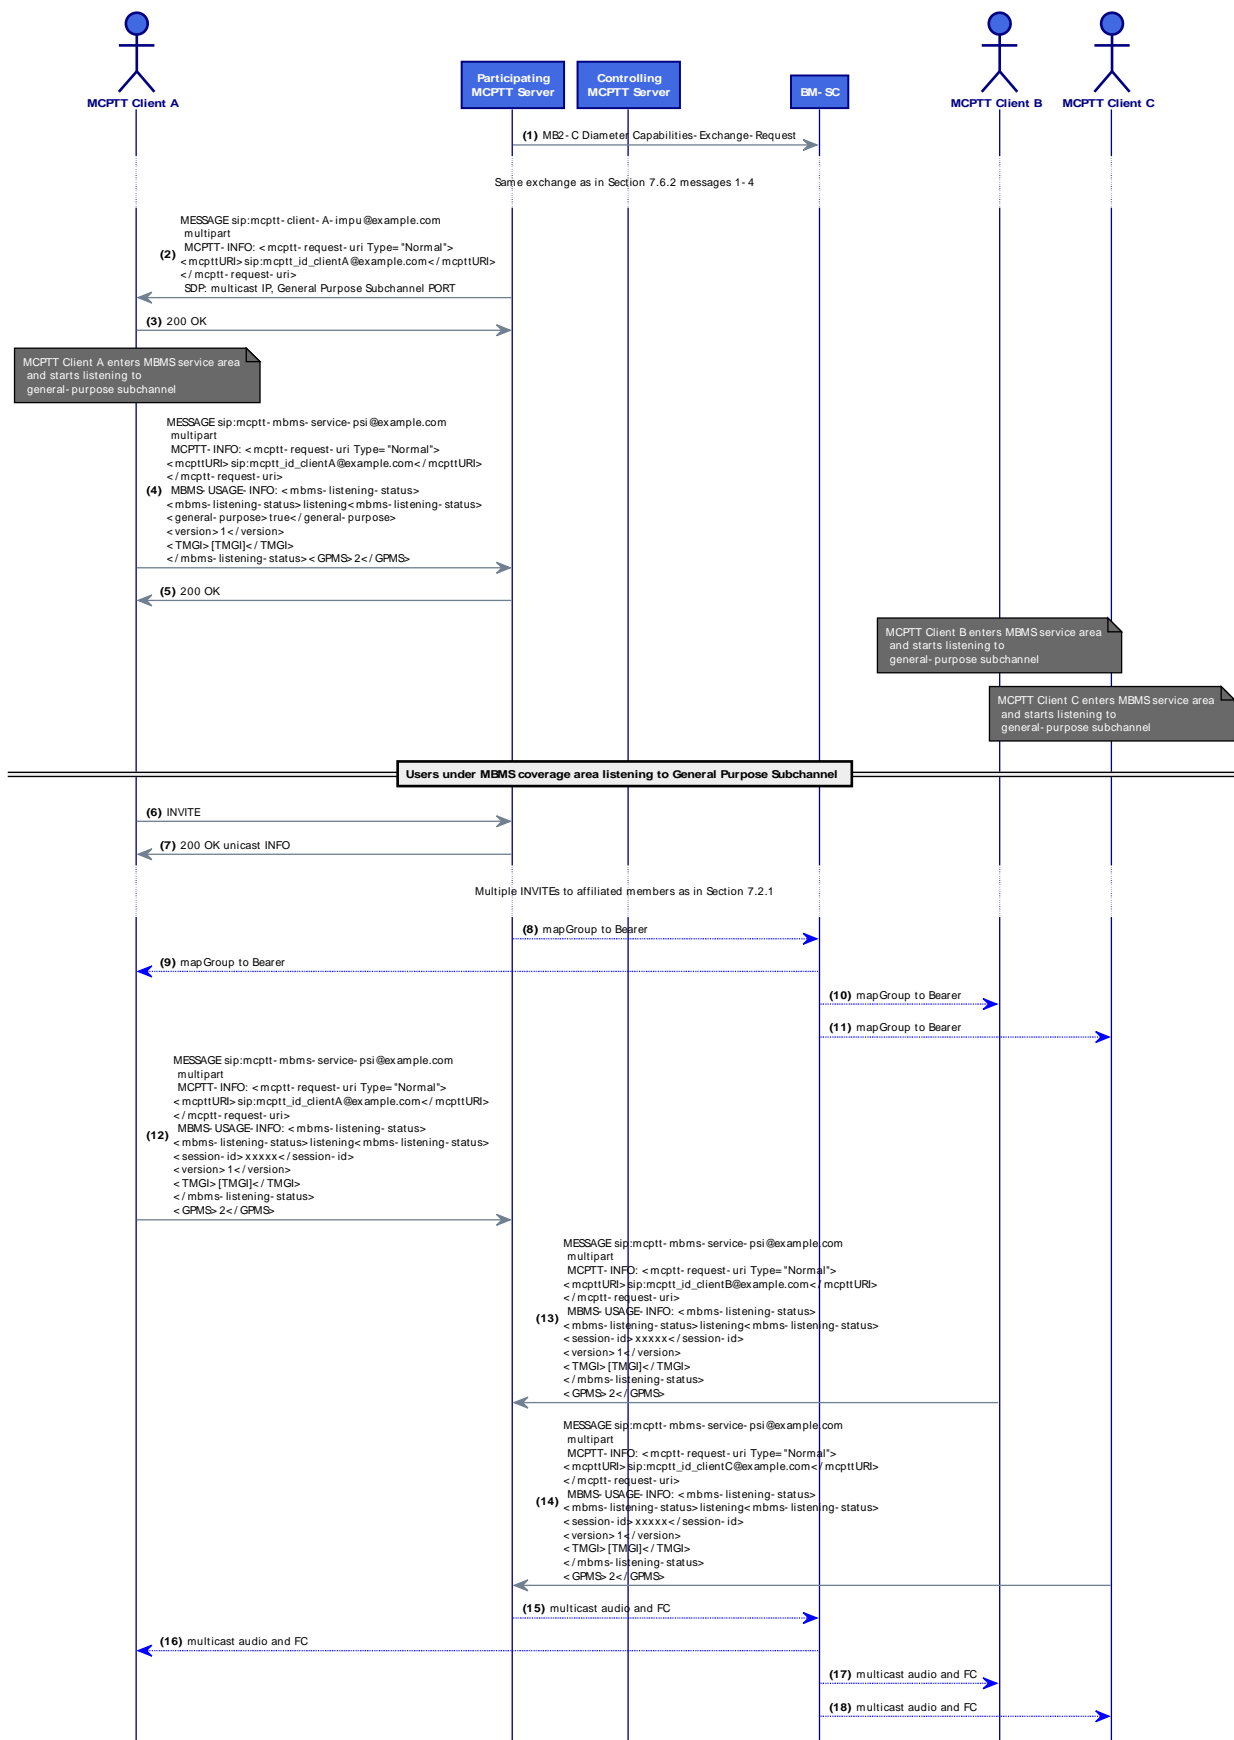 MCPTT Client A
Participating
MCPTT Server
Controlling
MCPTT Server
BM-SC
MCPTT Client B
MCPTT Client C
(1) MB2-C Diameter Capabilities-Exchange-Request
Same exchange as in Section 7.6.2 messages 1-4
MESSAGE sip:mcptt-client-A-impu@example.com
multipart
MCPTT-INFO: <mcptt-request-uri Type="Normal">
(2) <mcpttURI>sip:mcptt_id_clientA@example.com</mcpttURI>
</mcptt-request-uri>
SDP: multicast IP, General Purpose Subchannel PORT
(3) 200 OK
MCPTT Client A enters MBMS service area
and starts listening to
general-purpose subchannel
MESSAGE sip:mcptt-mbms-service-psi@example.com
multipart
MCPTT-INFO: <mcptt-request-uri Type="Normal">
<mcpttURI>sip:mcptt_id_clientA@example.com</mcpttURI>
</mcptt-request-uri>
(4) MBMS-USAGE-INFO: <mbms-listening-status>
<mbms-listening-status>listening<mbms-listening-status>
<general-purpose>true</general-purpose>
<version>1</version>
<TMGI>[TMGI]</TMGI>
</mbms-listening-status><GPMS>2</GPMS>
(5) 200 OK
MCPTT Client B enters MBMS service area
and starts listening to
general-purpose subchannel
MCPTT Client C enters MBMS service area
and starts listening to
general-purpose subchannel
Users under MBMS coverage area listening to General Purpose Subchannel
(6) INVITE
(7) 200 OK unicast INFO
Multiple INVITEs to affiliated members as in Section 7.2.1
(8) mapGroup to Bearer
(9) mapGroup to Bearer
(10) mapGroup to Bearer
(11) mapGroup to Bearer
MESSAGE sip:mcptt-mbms-service-psi@example.com
multipart
MCPTT-INFO: <mcptt-request-uri Type="Normal">
<mcpttURI>sip:mcptt_id_clientA@example.com</mcpttURI>
</mcptt-request-uri>
MBMS-USAGE-INFO: <mbms-listening-status>
(12) <mbms-listening-status>listening<mbms-listening-status>
<session-id>xxxxx</session-id>
<version>1</version>
<TMGI>[TMGI]</TMGI>
</mbms-listening-status>
<GPMS>2</GPMS>
MESSAGE sip:mcptt-mbms-service-psi@example.com
multipart
MCPTT-INFO: <mcptt-request-uri Type="Normal">
<mcpttURI>sip:mcptt_id_clientB@example.com</mcpttURI>
</mcptt-request-uri>
MBMS-USAGE-INFO: <mbms-listening-status>
(13) <mbms-listening-status>listening<mbms-listening-status>
<session-id>xxxxx</session-id>
<version>1</version>
<TMGI>[TMGI]</TMGI>
</mbms-listening-status>
<GPMS>2</GPMS>
MESSAGE sip:mcptt-mbms-service-psi@example.com
multipart
MCPTT-INFO: <mcptt-request-uri Type="Normal">
<mcpttURI>sip:mcptt_id_clientC@example.com</mcpttURI>
</mcptt-request-uri>
MBMS-USAGE-INFO: <mbms-listening-status>
(14) <mbms-listening-status>listening<mbms-listening-status>
<session-id>xxxxx</session-id>
<version>1</version>
<TMGI>[TMGI]</TMGI>
</mbms-listening-status>
<GPMS>2</GPMS>
(15) multicast audio and FC
(16) multicast audio and FC
(17) multicast audio and FC
(18) multicast audio and FC